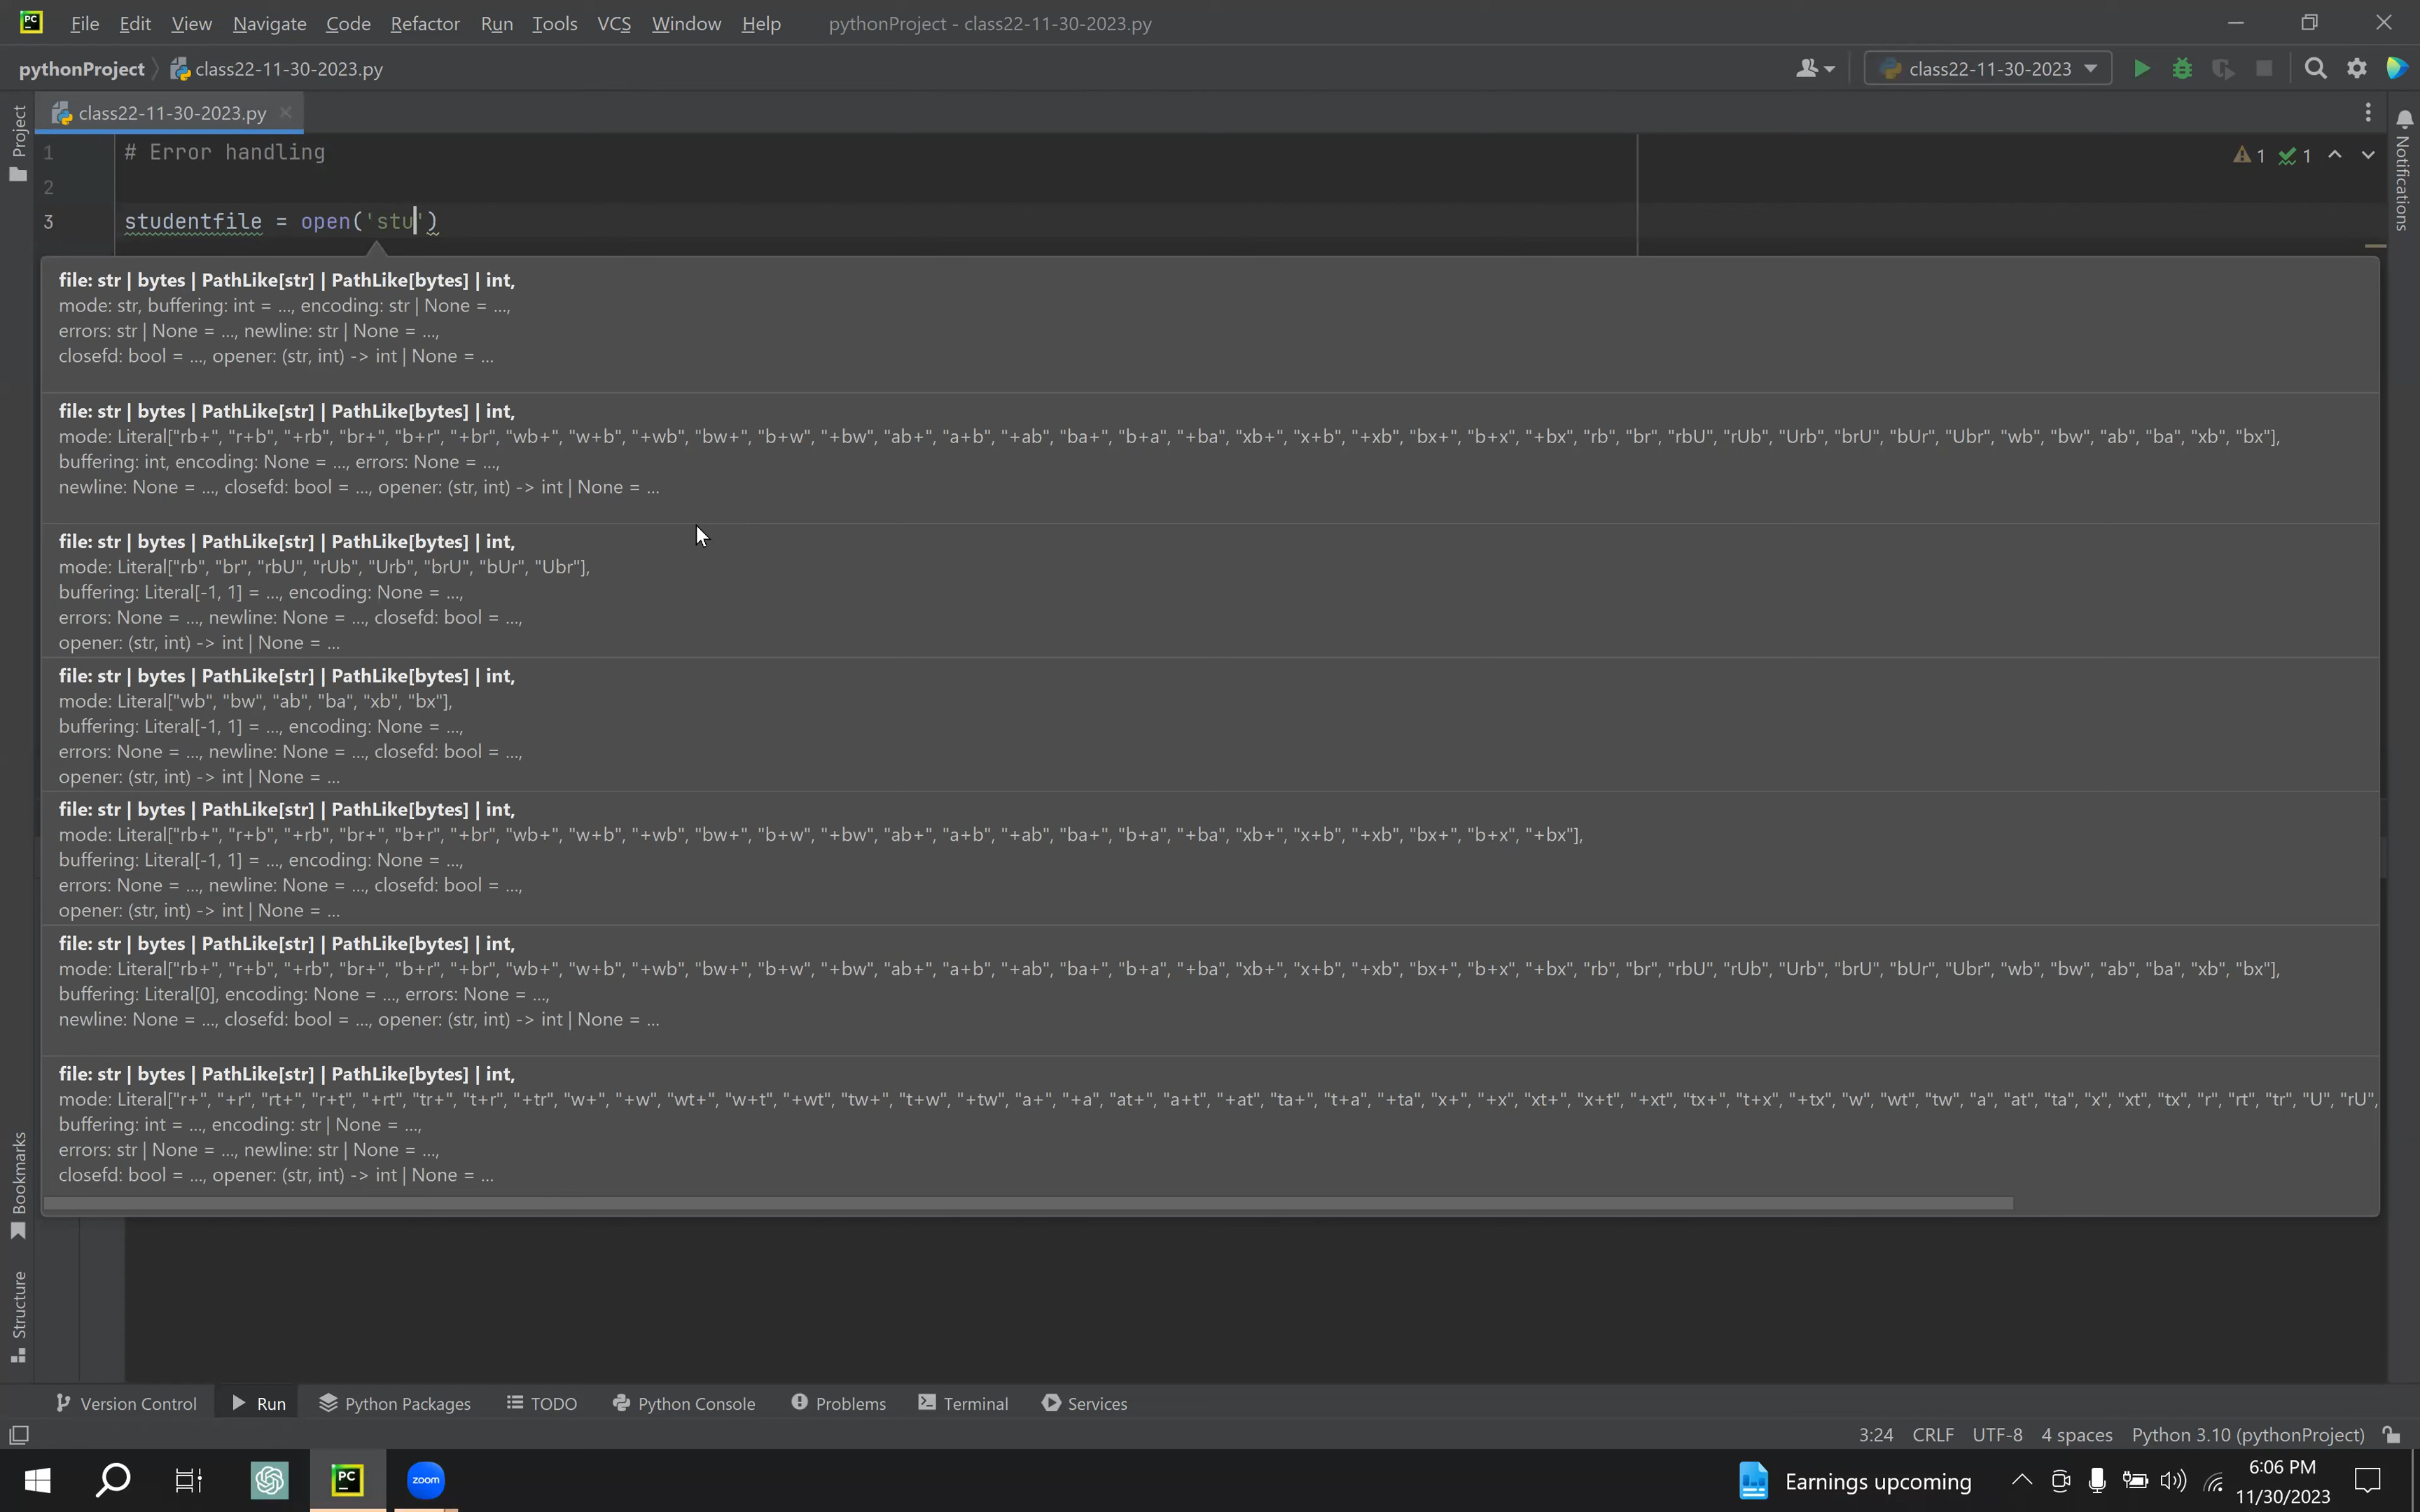 PC File Edit View Navigate Code Refactor Run Tools VCS Window Help pythonProject - class22-11-30-2023.py
pythonProject class22-11-30-2023.py class22-11-30-2023
class22-11-30-2023.py
Project
Notifications
1 # Error handling 1 1
2
3 studentfile = open('stu')
file: str | bytes | PathLike[str] | PathLike[bytes] | int,
mode: str, buffering: int = ..., encoding: str | None = ...,
errors: str | None = ..., newline: str | None = ...,
closefd: bool = ..., opener: (str, int) -> int | None = ...
file: str | bytes | PathLike[str] | PathLike[bytes] | int,
mode: Literal["rb+", "r+b", "+rb", "br+", "b+r", "+br", "wb+", "w+b", "+wb", "bw+", "b+w", "+bw", "ab+", "a+b", "+ab", "ba+", "b+a", "+ba", "xb+", "x+b", "+xb", "bx+", "b+x", "+bx", "rb", "br", "rbU", "rUb", "Urb", "brU", "bUr", "Ubr", "wb", "bw", "ab", "ba", "xb", "bx"],
buffering: int, encoding: None = ..., errors: None = ...,
newline: None = ..., closefd: bool = ..., opener: (str, int) -> int | None = ...
file: str | bytes | PathLike[str] | PathLike[bytes] | int,
mode: Literal["rb", "br", "rbU", "rUb", "Urb", "brU", "bUr", "Ubr"],
buffering: Literal[-1, 1] = ..., encoding: None = ...,
errors: None = ..., newline: None = ..., closefd: bool = ...,
opener: (str, int) -> int | None = ...
file: str | bytes | PathLike[str] | PathLike[bytes] | int,
mode: Literal["wb", "bw", "ab", "ba", "xb", "bx"],
buffering: Literal[-1, 1] = ..., encoding: None = ...,
errors: None = ..., newline: None = ..., closefd: bool = ...,
opener: (str, int) -> int | None = ...
file: str | bytes | PathLike[str] | PathLike[bytes] | int,
mode: Literal["rb+", "r+b", "+rb", "br+", "b+r", "+br", "wb+", "w+b", "+wb", "bw+", "b+w", "+bw", "ab+", "a+b", "+ab", "ba+", "b+a", "+ba", "xb+", "x+b", "+xb", "bx+", "b+x", "+bx"],
buffering: Literal[-1, 1] = ..., encoding: None = ...,
errors: None = ..., newline: None = ..., closefd: bool = ...,
opener: (str, int) -> int | None = ...
file: str | bytes | PathLike[str] | PathLike[bytes] | int,
mode: Literal["rb+", "r+b", "+rb", "br+", "b+r", "+br", "wb+", "w+b", "+wb", "bw+", "b+w", "+bw", "ab+", "a+b", "+ab", "ba+", "b+a", "+ba", "xb+", "x+b", "+xb", "bx+", "b+x", "+bx", "rb", "br", "rbU", "rUb", "Urb", "brU", "bUr", "Ubr", "wb", "bw", "ab", "ba", "xb", "bx"],
buffering: Literal[0], encoding: None = ..., errors: None = ...,
newline: None = ..., closefd: bool = ..., opener: (str, int) -> int | None = ...
file: str | bytes | PathLike[str] | PathLike[bytes] | int,
mode: Literal["r+", "+r", "rt+", "r+t", "+rt", "tr+", "t+r", "+tr", "w+", "+w", "wt+", "w+t", "+wt", "tw+", "t+w", "+tw", "a+", "+a", "at+", "a+t", "+at", "ta+", "t+a", "+ta", "x+", "+x", "xt+", "x+t", "+xt", "tx+", "t+x", "+tx", "w", "wt", "tw", "a", "at", "ta", "x", "xt", "tx", "r", "rt", "tr", "U", "rU",
buffering: int = ..., encoding: str | None = ...,
errors: str | None = ..., newline: str | None = ...,
closefd: bool = ..., opener: (str, int) -> int | None = ...
Bookmarks
Structure
Version Control Run Python Packages TODO Python Console Problems Terminal Services
3:24 CRLF UTF-8 4 spaces Python 3.10 (pythonProject)
PC zoom Earnings upcoming 6:06 PM
11/30/2023